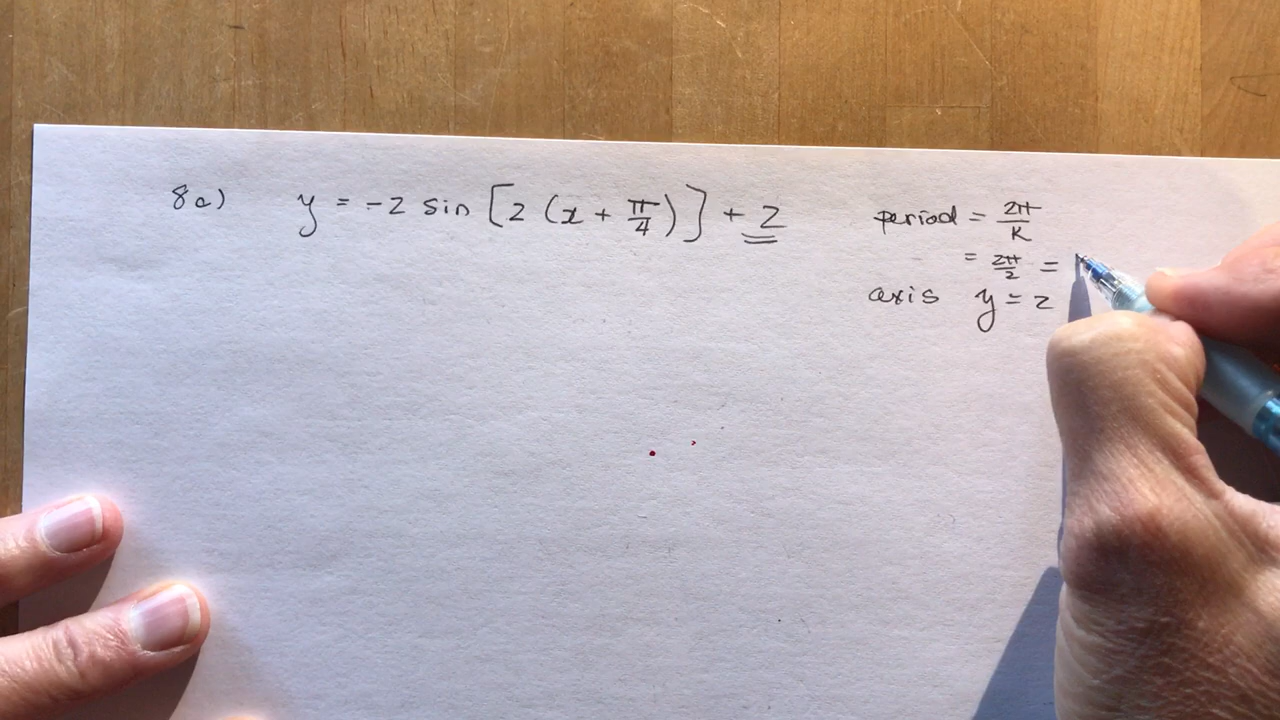 8c) y = -2 sin [2 (x + π/4)] + 2
period = 2π/K
= 2π/2 =
axis y = 2